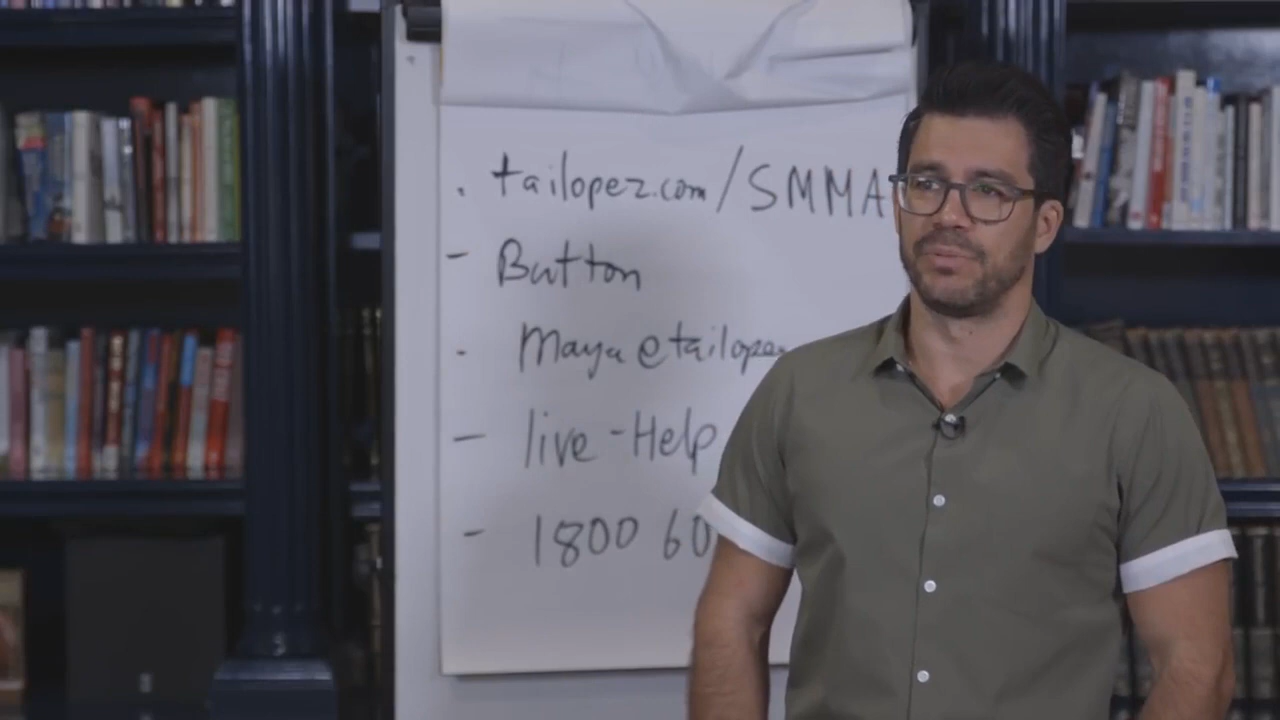 . tailopez.com/SMMA
- Button
- Maya@tailopez
- live-Help
- 1800 60